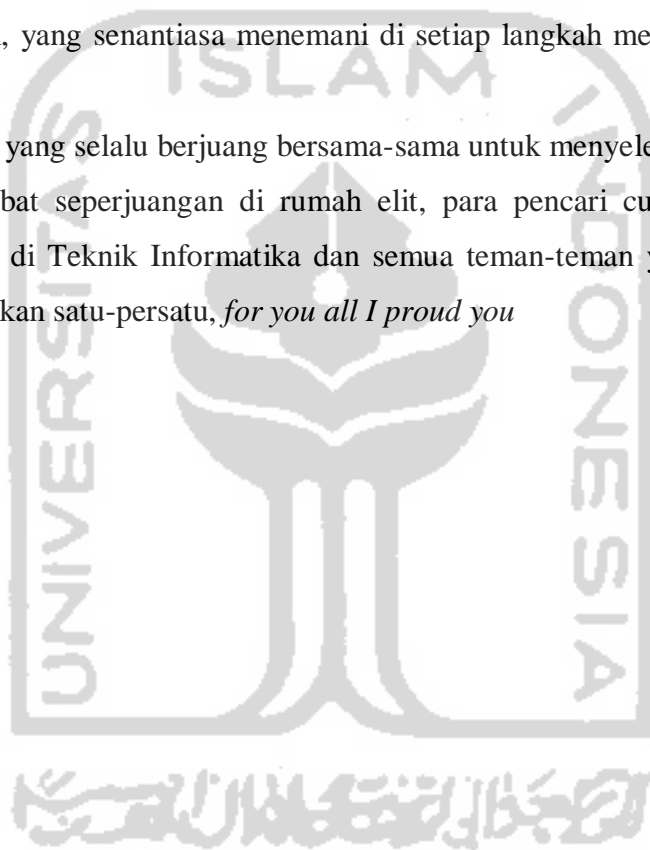 , yang senantiasa menemani di setiap langkah me
yang selalu berjuang bersama-sama untuk menyele
bat seperjuangan di rumah elit, para pencari cu
di Teknik Informatika dan semua teman-teman y
kan satu-persatu, for you all I proud you
ISLAM
UNIVERSITAS
INDONESIA